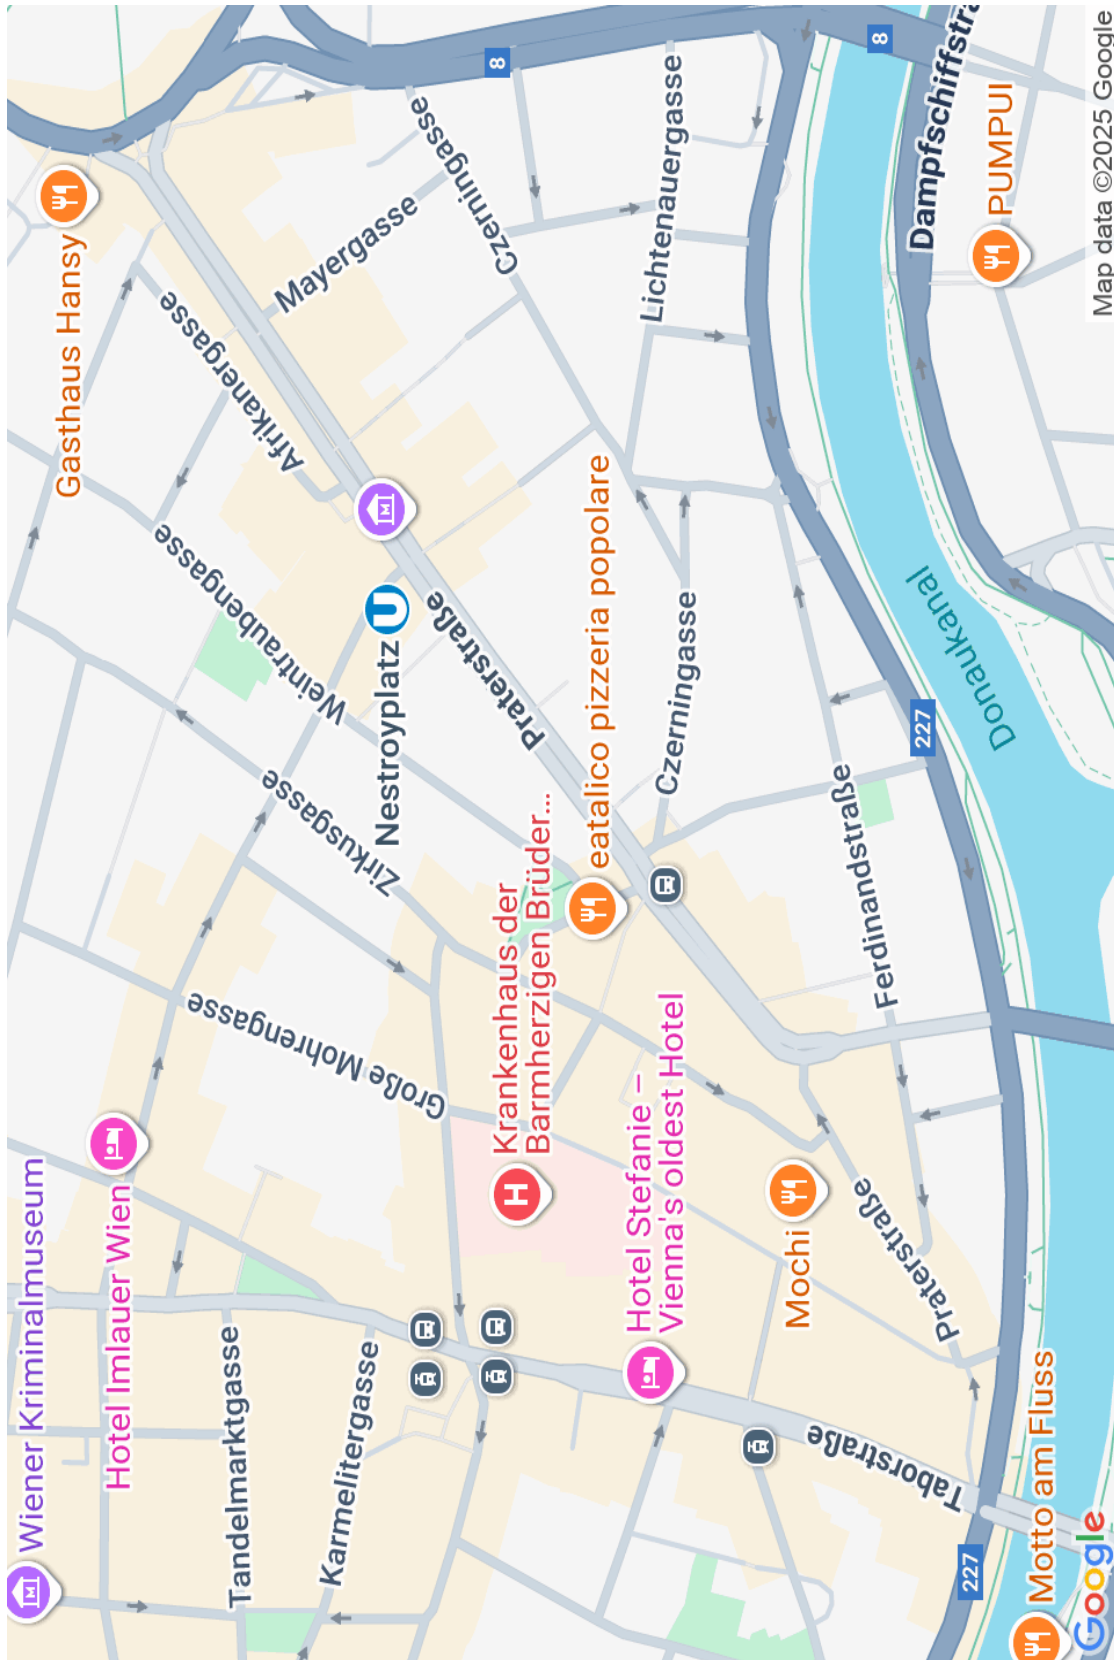 Wiener Kriminalmuseum
Hotel Imlauer Wien
Gasthaus Hansy
Tandelmarktgasse
Karmelitergasse
Große Mohrengasse
Zirkusgasse
Weintraubengasse
Afrikanergasse
Mayergasse
Czerningasse
8
Nestroyplatz
U
Praterstraße
Krankenhaus der
Barmherzigen Brüder...
H
eatalico pizzeria popolare
Hotel Stefanie –
Vienna's oldest Hotel
Czerningasse
Lichtenauergasse
Mochi
Taborstraße
Praterstraße
Ferdinandstraße
8
227
Donaukanal
Dampfschiffstra
PUMPUI
227
Motto am Fluss
Google
Map data ©2025 Google